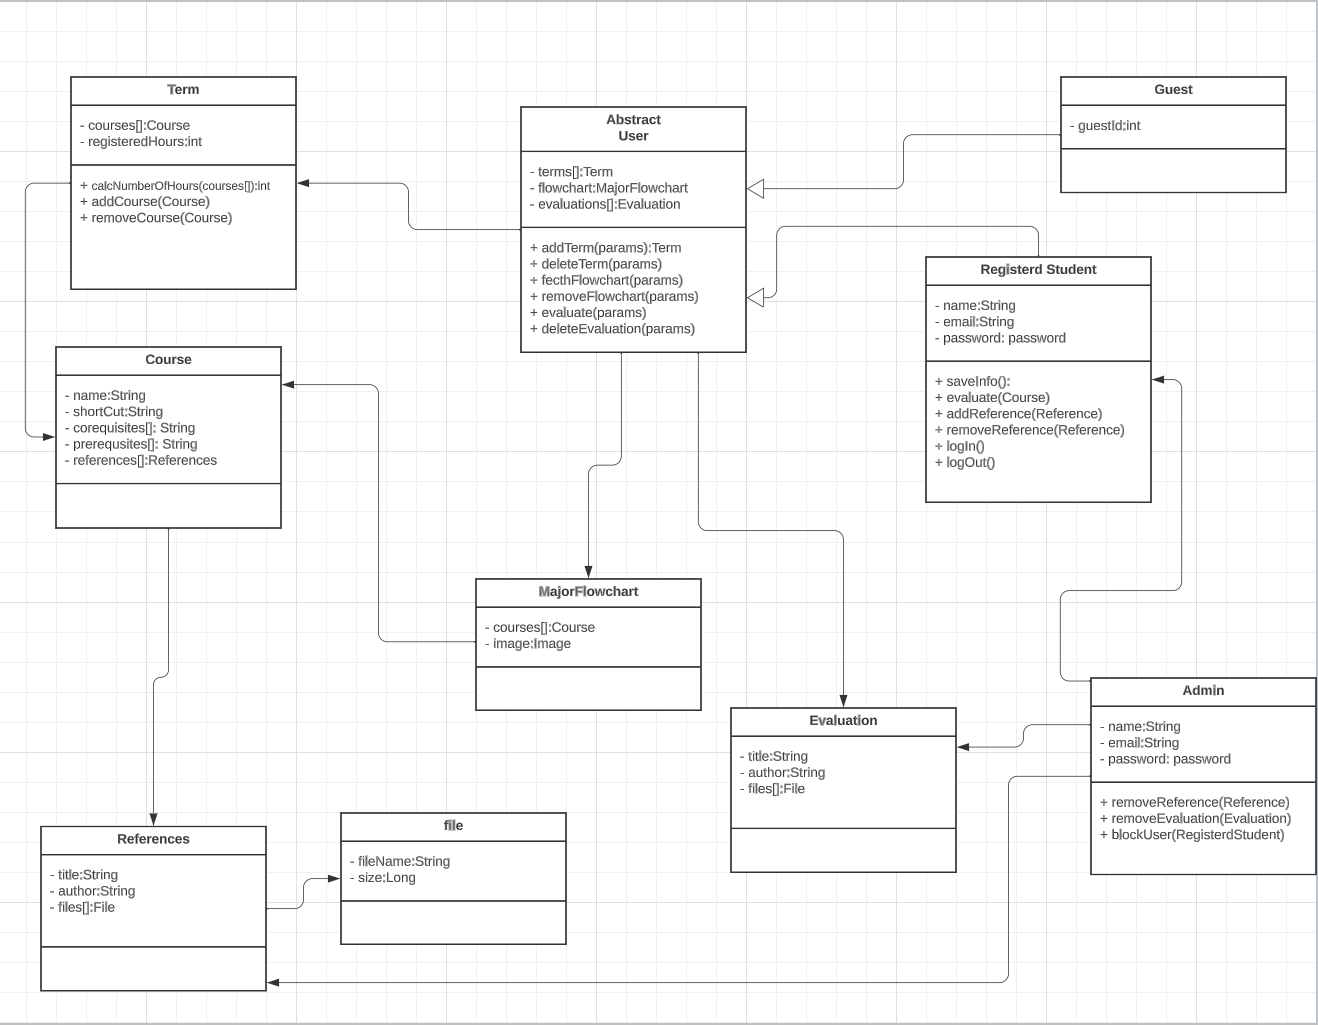 Term
- courses[]:Course
- registeredHours:int
+ calcNumberOfHours(courses[]):int
+ addCourse(Course)
+ removeCourse(Course)
Abstract
User
- terms[]:Term
- flowchart:MajorFlowchart
- evaluations[]:Evaluation
+ addTerm(params):Term
+ deleteTerm(params)
+ fecthFlowchart(params)
+ removeFlowchart(params)
+ evaluate(params)
+ deleteEvaluation(params)
Guest
- guestId:int
Registerd Student
- name:String
- email:String
- password: password
+ saveInfo():
+ evaluate(Course)
+ addReference(Reference)
+ removeReference(Reference)
+ logIn()
+ logOut()
Course
- name:String
- shortCut:String
- corequisites[]: String
- prerequsites[]: String
- references[]:References
MajorFlowchart
- courses[]:Course
- image:Image
Evaluation
- title:String
- author:String
- files[]:File
Admin
- name:String
- email:String
- password: password
+ removeReference(Reference)
+ removeEvaluation(Evaluation)
+ blockUser(RegisterdStudent)
References
- title:String
- author:String
- files[]:File
file
- fileName:String
- size:Long